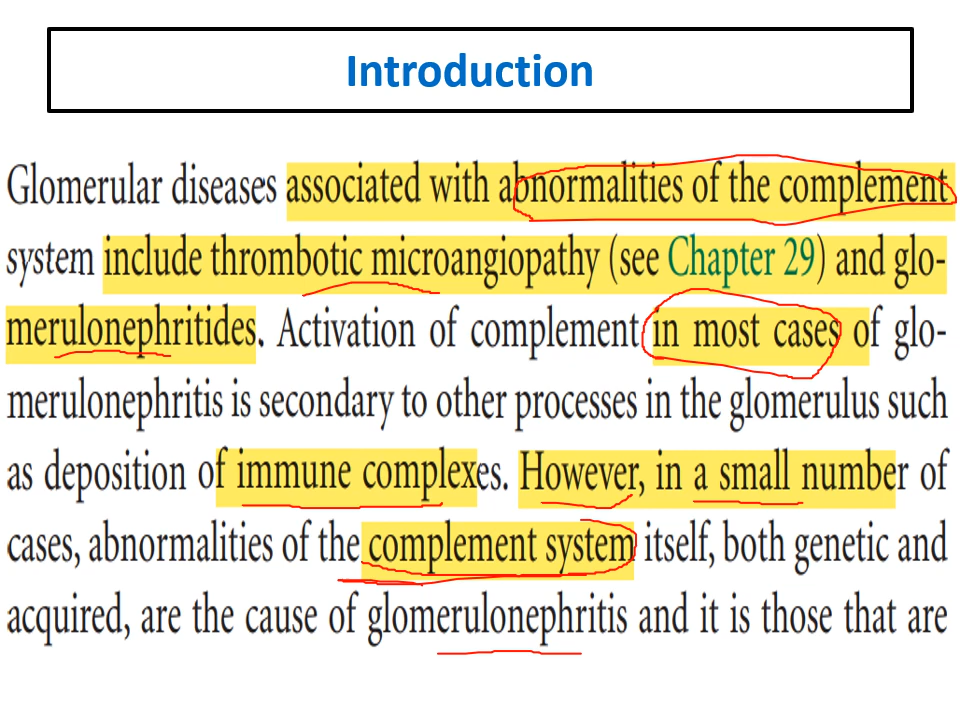 Introduction
Glomerular diseases associated with abnormalities of the complement
system include thrombotic microangiopathy (see Chapter 29) and glo-
merulonephritides. Activation of complement in most cases of glo-
merulonephritis is secondary to other processes in the glomerulus such
as deposition of immune complexes. However, in a small number of
cases, abnormalities of the complement system itself, both genetic and
acquired, are the cause of glomerulonephritis and it is those that are